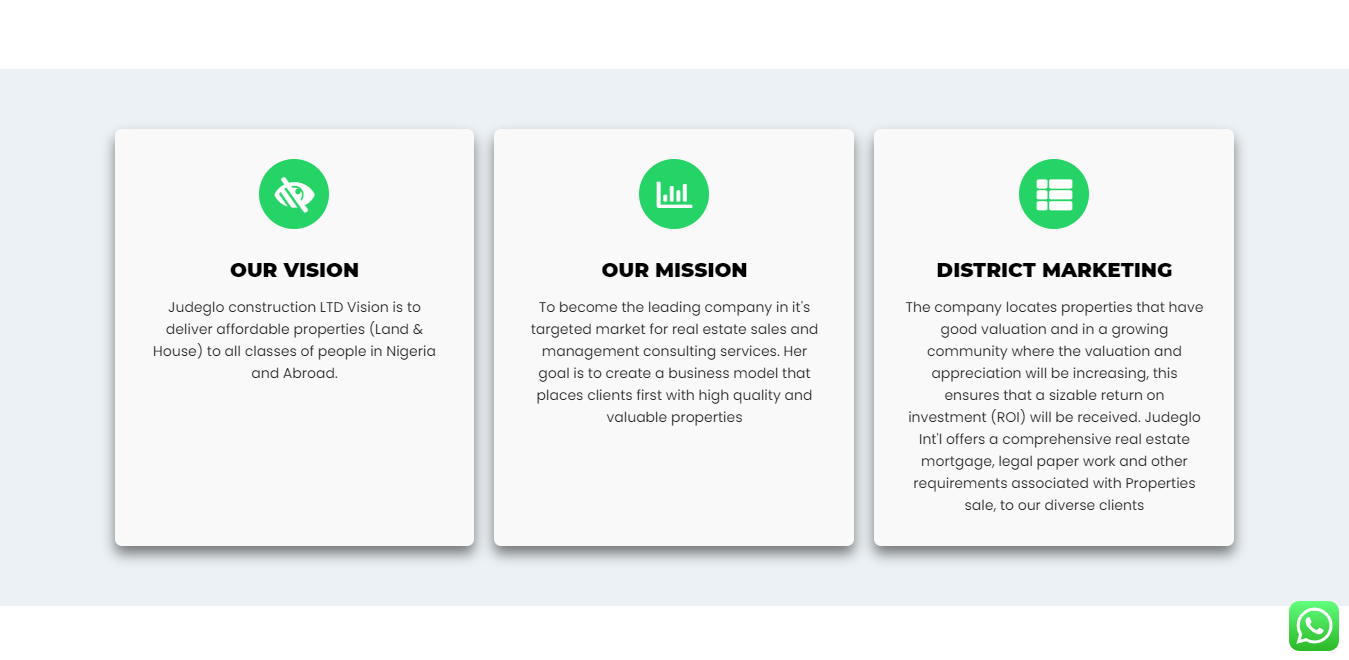 OUR VISION
Judeglo construction LTD Vision is to
deliver affordable properties (Land &
House) to all classes of people in Nigeria
and Abroad.
OUR MISSION
To become the leading company in it's
targeted market for real estate sales and
management consulting services. Her
goal is to create a business model that
places clients first with high quality and
valuable properties
DISTRICT MARKETING
The company locates properties that have
good valuation and in a growing
community where the valuation and
appreciation will be increasing, this
ensures that a sizable return on
investment (ROI) will be received. Judeglo
Int'l offers a comprehensive real estate
mortgage, legal paper work and other
requirements associated with Properties
sale, to our diverse clients